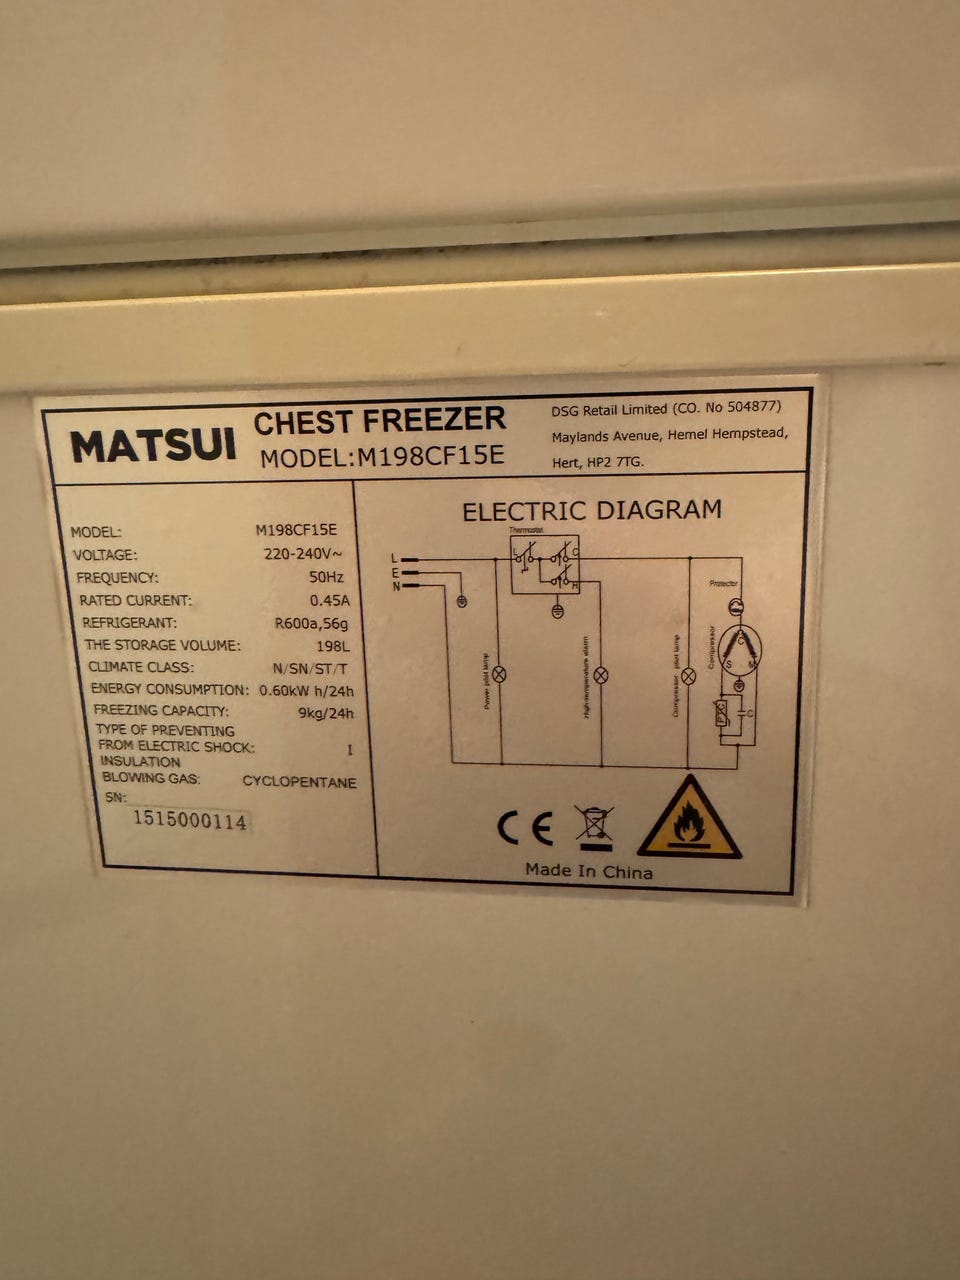 MATSUI
CHEST FREEZER
MODEL:M198CF15E
DSG Retail Limited (CO. No 504877)
Maylands Avenue, Hemel Hempstead,
Hert, HP2 7TG.
MODEL: M198CF15E
VOLTAGE: 220-240V~
FREQUENCY: 50Hz
RATED CURRENT: 0.45A
REFRIGERANT: R600a,56g
THE STORAGE VOLUME: 198L
CLIMATE CLASS: N/SN/ST/T
ENERGY CONSUMPTION: 0.60kW h/24h
FREEZING CAPACITY: 9kg/24h
TYPE OF PREVENTING
FROM ELECTRIC SHOCK: I
INSULATION
BLOWING GAS: CYCLOPENTANE
SN:
1515000114
ELECTRIC DIAGRAM
Thermostat
L
E
N
L
C
H
Power pilot lamp
High-temperature alarm
Compressor pilot lamp
Compressor
Protector
C
S
M
PTC
C
CE
Made In China